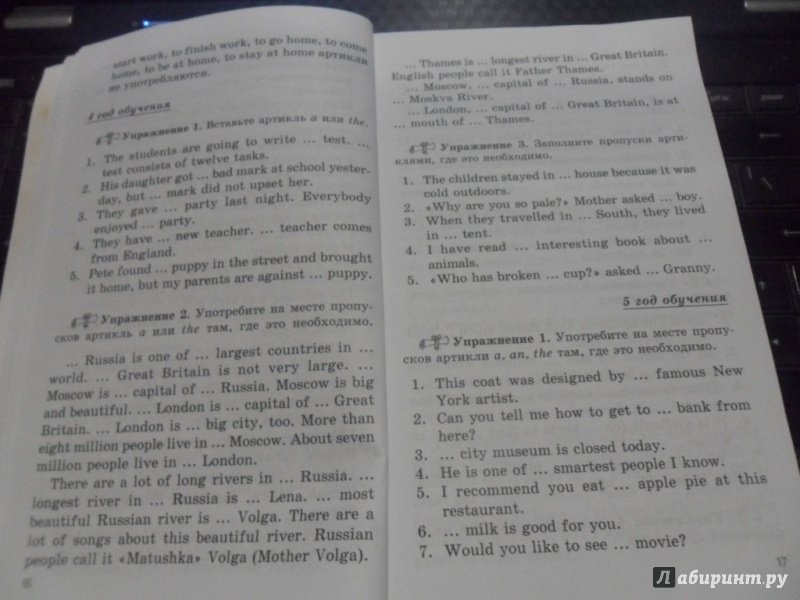 start work, to finish work, to go home, to come
home, to be at home, to stay at home артикли
не употребляются.
4 год обучения
Упражнение 1. Вставьте артикль a или the.
1. The students are going to write ... test. ...
test consists of twelve tasks.
2. His daughter got ... bad mark at school yester-
day, but ... mark did not upset her.
3. They gave ... party last night. Everybody
enjoyed ... party.
4. They have ... new teacher. ... teacher comes
from England.
5. Pete found ... puppy in the street and brought
it home, but my parents are against ... puppy.
Упражнение 2. Употребите на месте пропу-
сков артикль a или the там, где это необходимо.
... Russia is one of ... largest countries in ...
world. ... Great Britain is not very large. ...
Moscow is ... capital of ... Russia. Moscow is big
and beautiful. ... London is ... capital of ... Great
Britain. ... London is ... big city, too. More than
eight million people live in ... Moscow. About seven
million people live in ... London.
There are a lot of long rivers in ... Russia. ...
longest river in ... Russia is ... Lena. ... most
beautiful Russian river is ... Volga. There are a
lot of songs about this beautiful river. Russian
people call it «Matushka» Volga (Mother Volga).
16
... Thames is ... longest river in ... Great Britain.
English people call it Father Thames.
... Moscow, ... capital of ... Russia, stands on
... Moskva River.
... London, ... capital of ... Great Britain, is at
... mouth of ... Thames.
Упражнение 3. Заполните пропуски арти-
клями, где это необходимо.
1. The children stayed in ... house because it was
cold outdoors.
2. «Why are you so pale?» Mother asked ... boy.
3. When they travelled in ... South, they lived
in ... tent.
4. I have read ... interesting book about ...
animals.
5. «Who has broken ... cup?» asked ... Granny.
5 год обучения
Упражнение 1. Употребите на месте пропу-
сков артикли a, an, the там, где это необходимо.
1. This coat was designed by ... famous New
York artist.
2. Can you tell me how to get to ... bank from
here?
3. ... city museum is closed today.
4. He is one of ... smartest people I know.
5. I recommend you eat ... apple pie at this
restaurant.
6. ... milk is good for you.
7. Would you like to see ... movie?
17
Лабиринт.ру